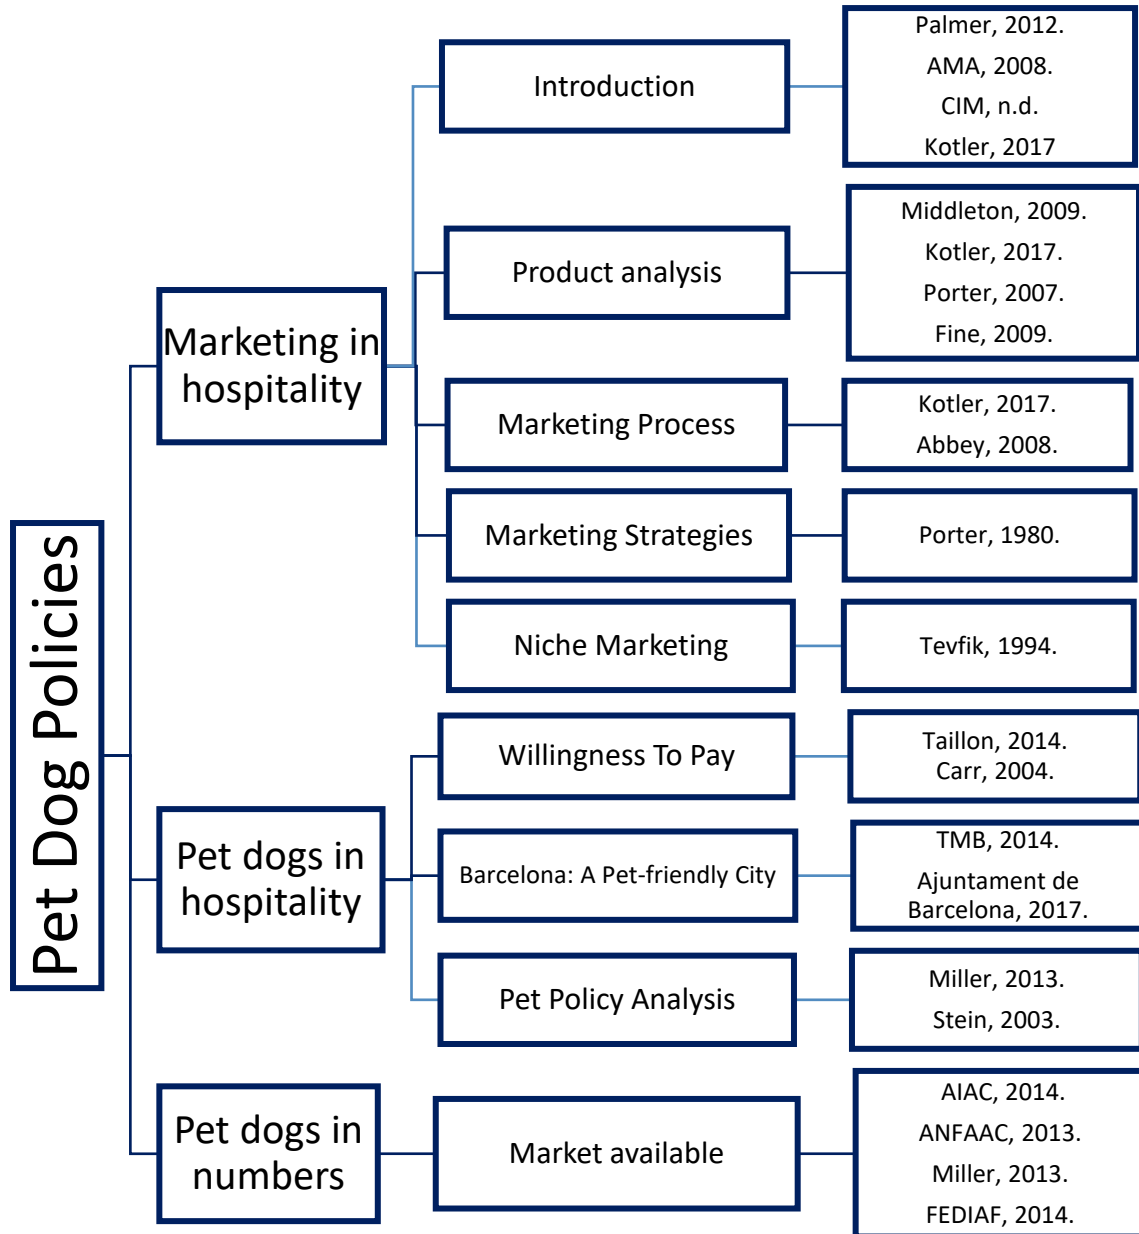 Pet Dog Policies
Marketing in
hospitality
Introduction
Palmer, 2012.
AMA, 2008.
CIM, n.d.
Kotler, 2017
Product analysis
Middleton, 2009.
Kotler, 2017.
Porter, 2007.
Fine, 2009.
Marketing Process
Kotler, 2017.
Abbey, 2008.
Marketing Strategies
Porter, 1980.
Niche Marketing
Tevfik, 1994.
Pet dogs in
hospitality
Willingness To Pay
Taillon, 2014.
Carr, 2004.
Barcelona: A Pet-friendly City
TMB, 2014.
Ajuntament de
Barcelona, 2017.
Pet Policy Analysis
Miller, 2013.
Stein, 2003.
Pet dogs in
numbers
Market available
AIAC, 2014.
ANFAAC, 2013.
Miller, 2013.
FEDIAF, 2014.